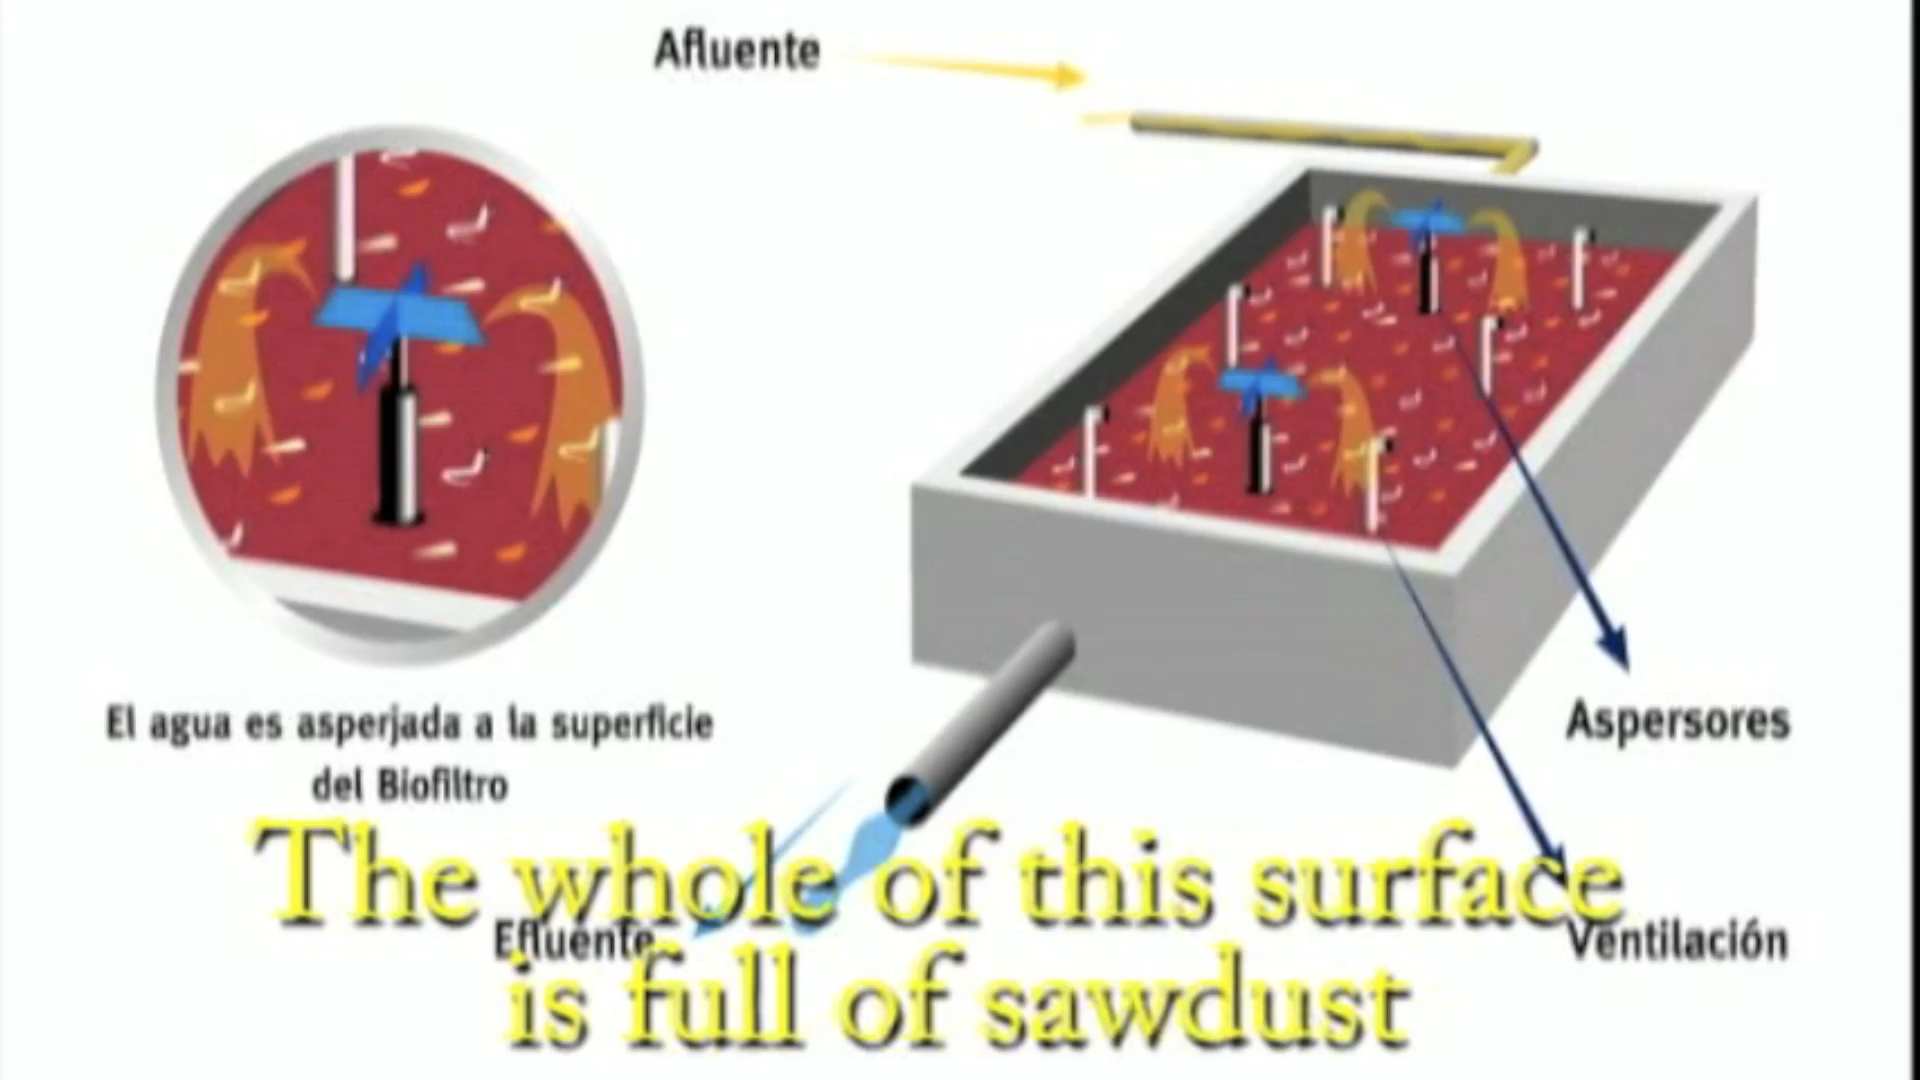 Afluente
El agua es asperjada a la superficie
del Biofiltro
Aspersores
Efluente
Ventilación
The whole of this surface
is full of sawdust